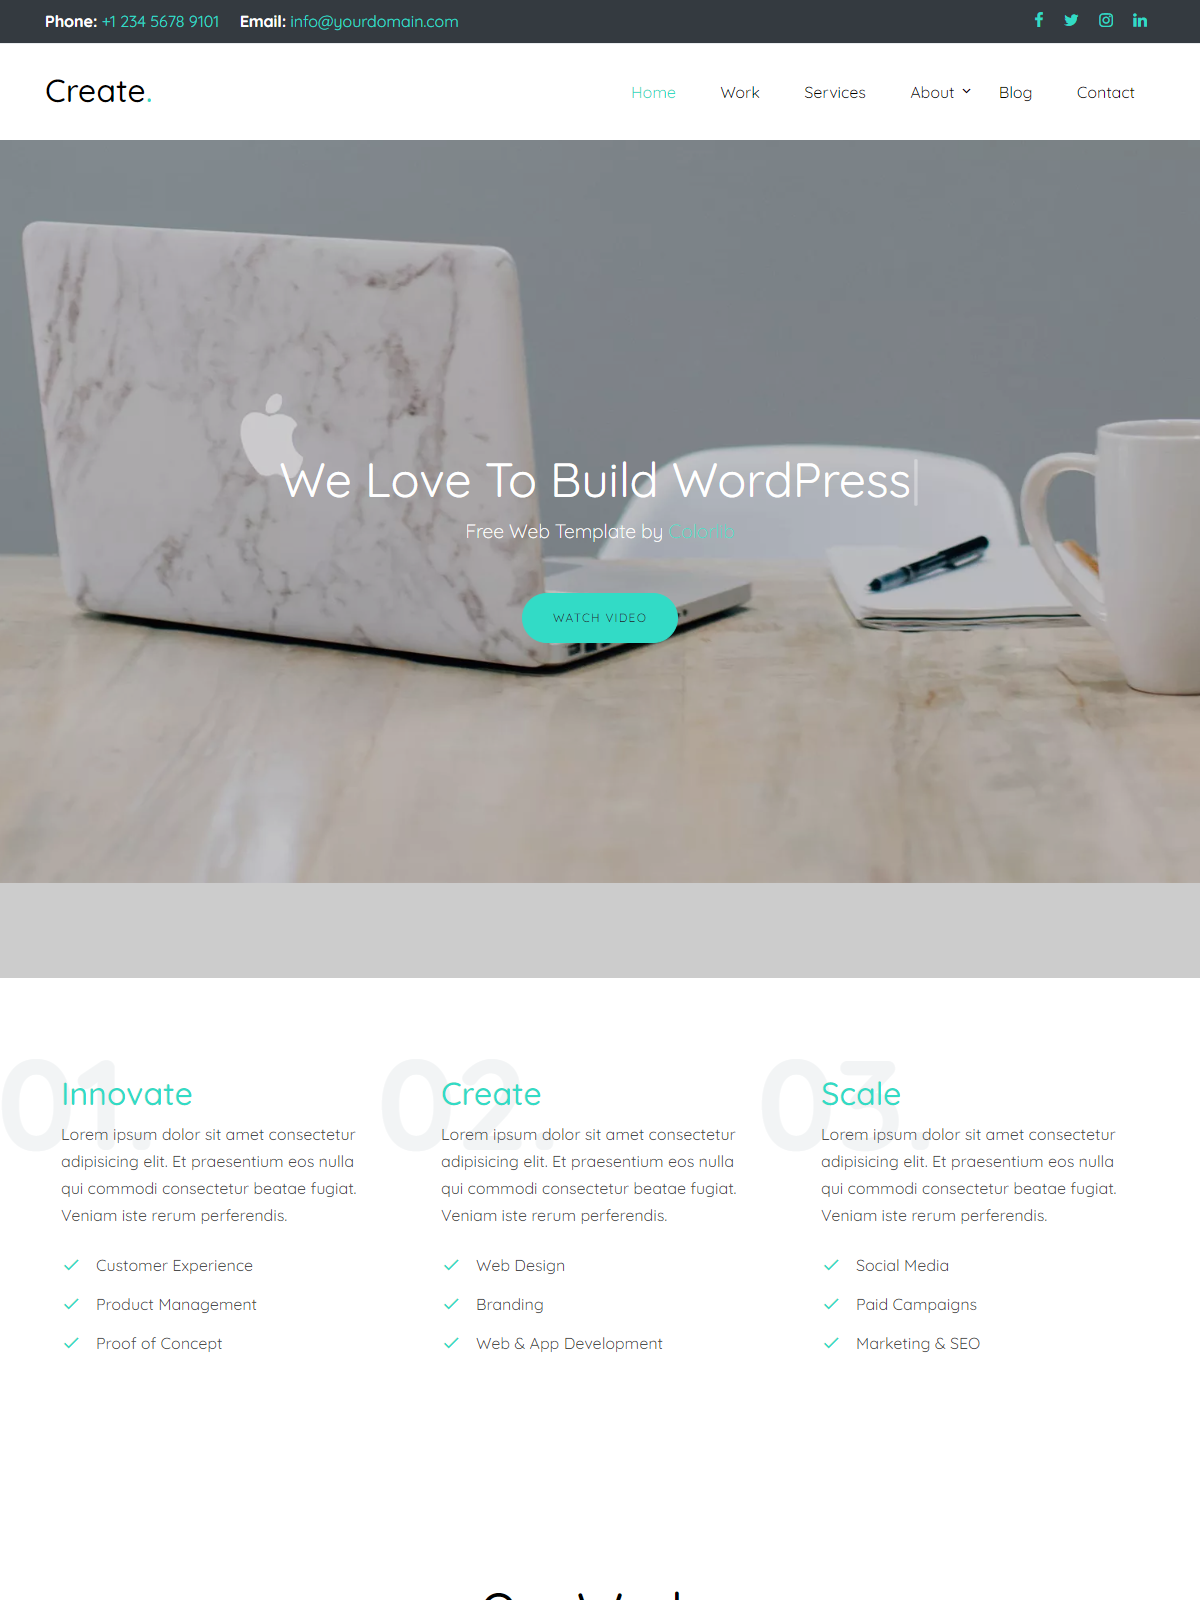 Phone: +1 234 5678 9101 Email: info@yourdomain.com
Create.
Home Work Services About Blog Contact
We Love To Build WordPress
Free Web Template by Colorlib
WATCH VIDEO
01.
Innovate
Lorem ipsum dolor sit amet consectetur
adipisicing elit. Et praesentium eos nulla
qui commodi consectetur beatae fugiat.
Veniam iste rerum perferendis.
Customer Experience
Product Management
Proof of Concept
02.
Create
Lorem ipsum dolor sit amet consectetur
adipisicing elit. Et praesentium eos nulla
qui commodi consectetur beatae fugiat.
Veniam iste rerum perferendis.
Web Design
Branding
Web & App Development
03.
Scale
Lorem ipsum dolor sit amet consectetur
adipisicing elit. Et praesentium eos nulla
qui commodi consectetur beatae fugiat.
Veniam iste rerum perferendis.
Social Media
Paid Campaigns
Marketing & SEO